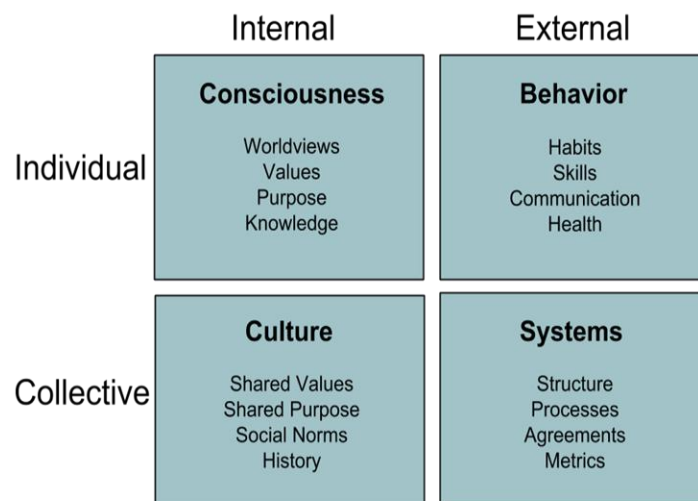 Internal
External
Individual
Consciousness
Worldviews
Values
Purpose
Knowledge
Behavior
Habits
Skills
Communication
Health
Collective
Culture
Shared Values
Shared Purpose
Social Norms
History
Systems
Structure
Processes
Agreements
Metrics